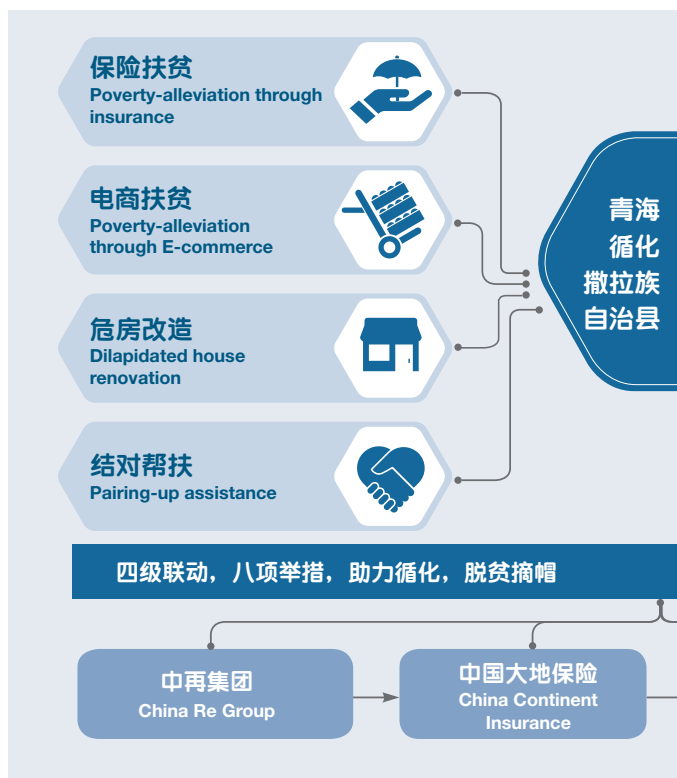 保险扶贫
Poverty-alleviation through
insurance
电商扶贫
Poverty-alleviation
through E-commerce
危房改造
Dilapidated house
renovation
结对帮扶
Pairing-up assistance
青海
循化
撒拉族
自治县
四级联动，八项举措，助力循化，脱贫摘帽
中再集团
China Re Group
中国大地保险
China Continent
Insurance